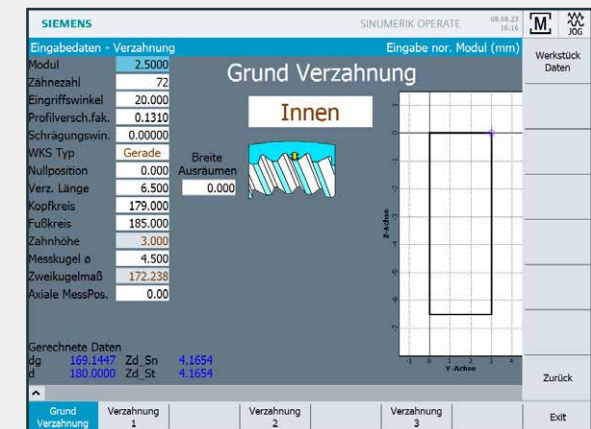 SIEMENS
SINUMERIK OPERATE
08.08.23
16:16
M
JOG
Eingabedaten - Verzahnung
Eingabe nor. Modul (mm)
Werkstück
Daten
Modul 2.5000
Zähnezahl 72
Eingriffswinkel 20.000
Profilversch.fak. 0.1310
Schrägungswin. 0.00000
WKS Typ Gerade
Nullposition 0.000
Verz. Länge 6.500
Kopfkreis 179.000
Fußkreis 185.000
Zahnhöhe 3.000
Messkugel ø 4.500
Zweikugelmaß 172.238
Axiale MessPos. 0.00
Grund Verzahnung
Innen
Breite
Ausräumen
0.000
Z-Achse
Y-Achse
Gerechnete Daten
dg 169.1447 Zd_Sn 4.1654
d 180.0000 Zd_St 4.1654
Zurück
Grund
Verzahnung
Verzahnung
1
Verzahnung
2
Verzahnung
3
Exit